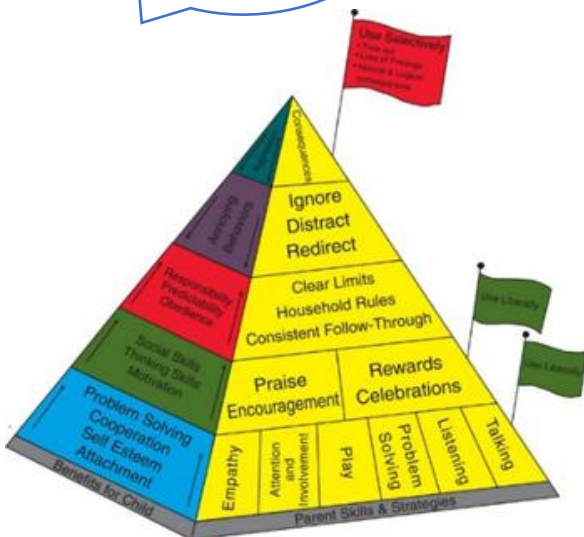 Use Selectively
• Time out
• Loss of Privilege
• Natural & Logical
consequences
Consequences
Annoying
Behaviors
Ignore
Distract
Redirect
Responsibility
Predictability
Obedience
Clear Limits
Household Rules
Consistent Follow-Through
Use Liberally
Social Skills
Thinking Skills
Motivation
Praise
Encouragement
Rewards
Celebrations
Use Liberally
Problem Solving
Cooperation
Self Esteem
Attachment
Empathy
Attention
and
Involvement
Play
Problem
Solving
Listening
Talking
Benefits for Child
Parent Skills & Strategies